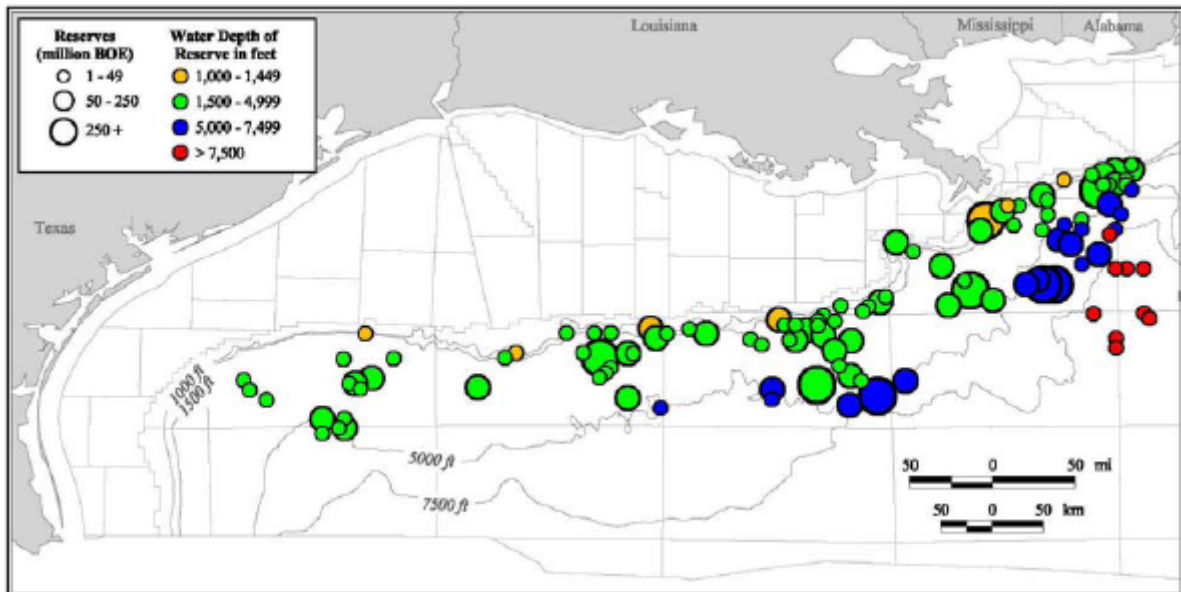 Louisiana
Mississippi
Alabama
Reserves
(million BOE)
1 - 49
50 - 250
250 +
Water Depth of
Reserve in feet
1,000 - 1,449
1,500 - 4,999
5,000 - 7,499
> 7,500
Texas
1000 ft
1500 ft
5000 ft
7500 ft
50 0 50 mi
50 0 50 km